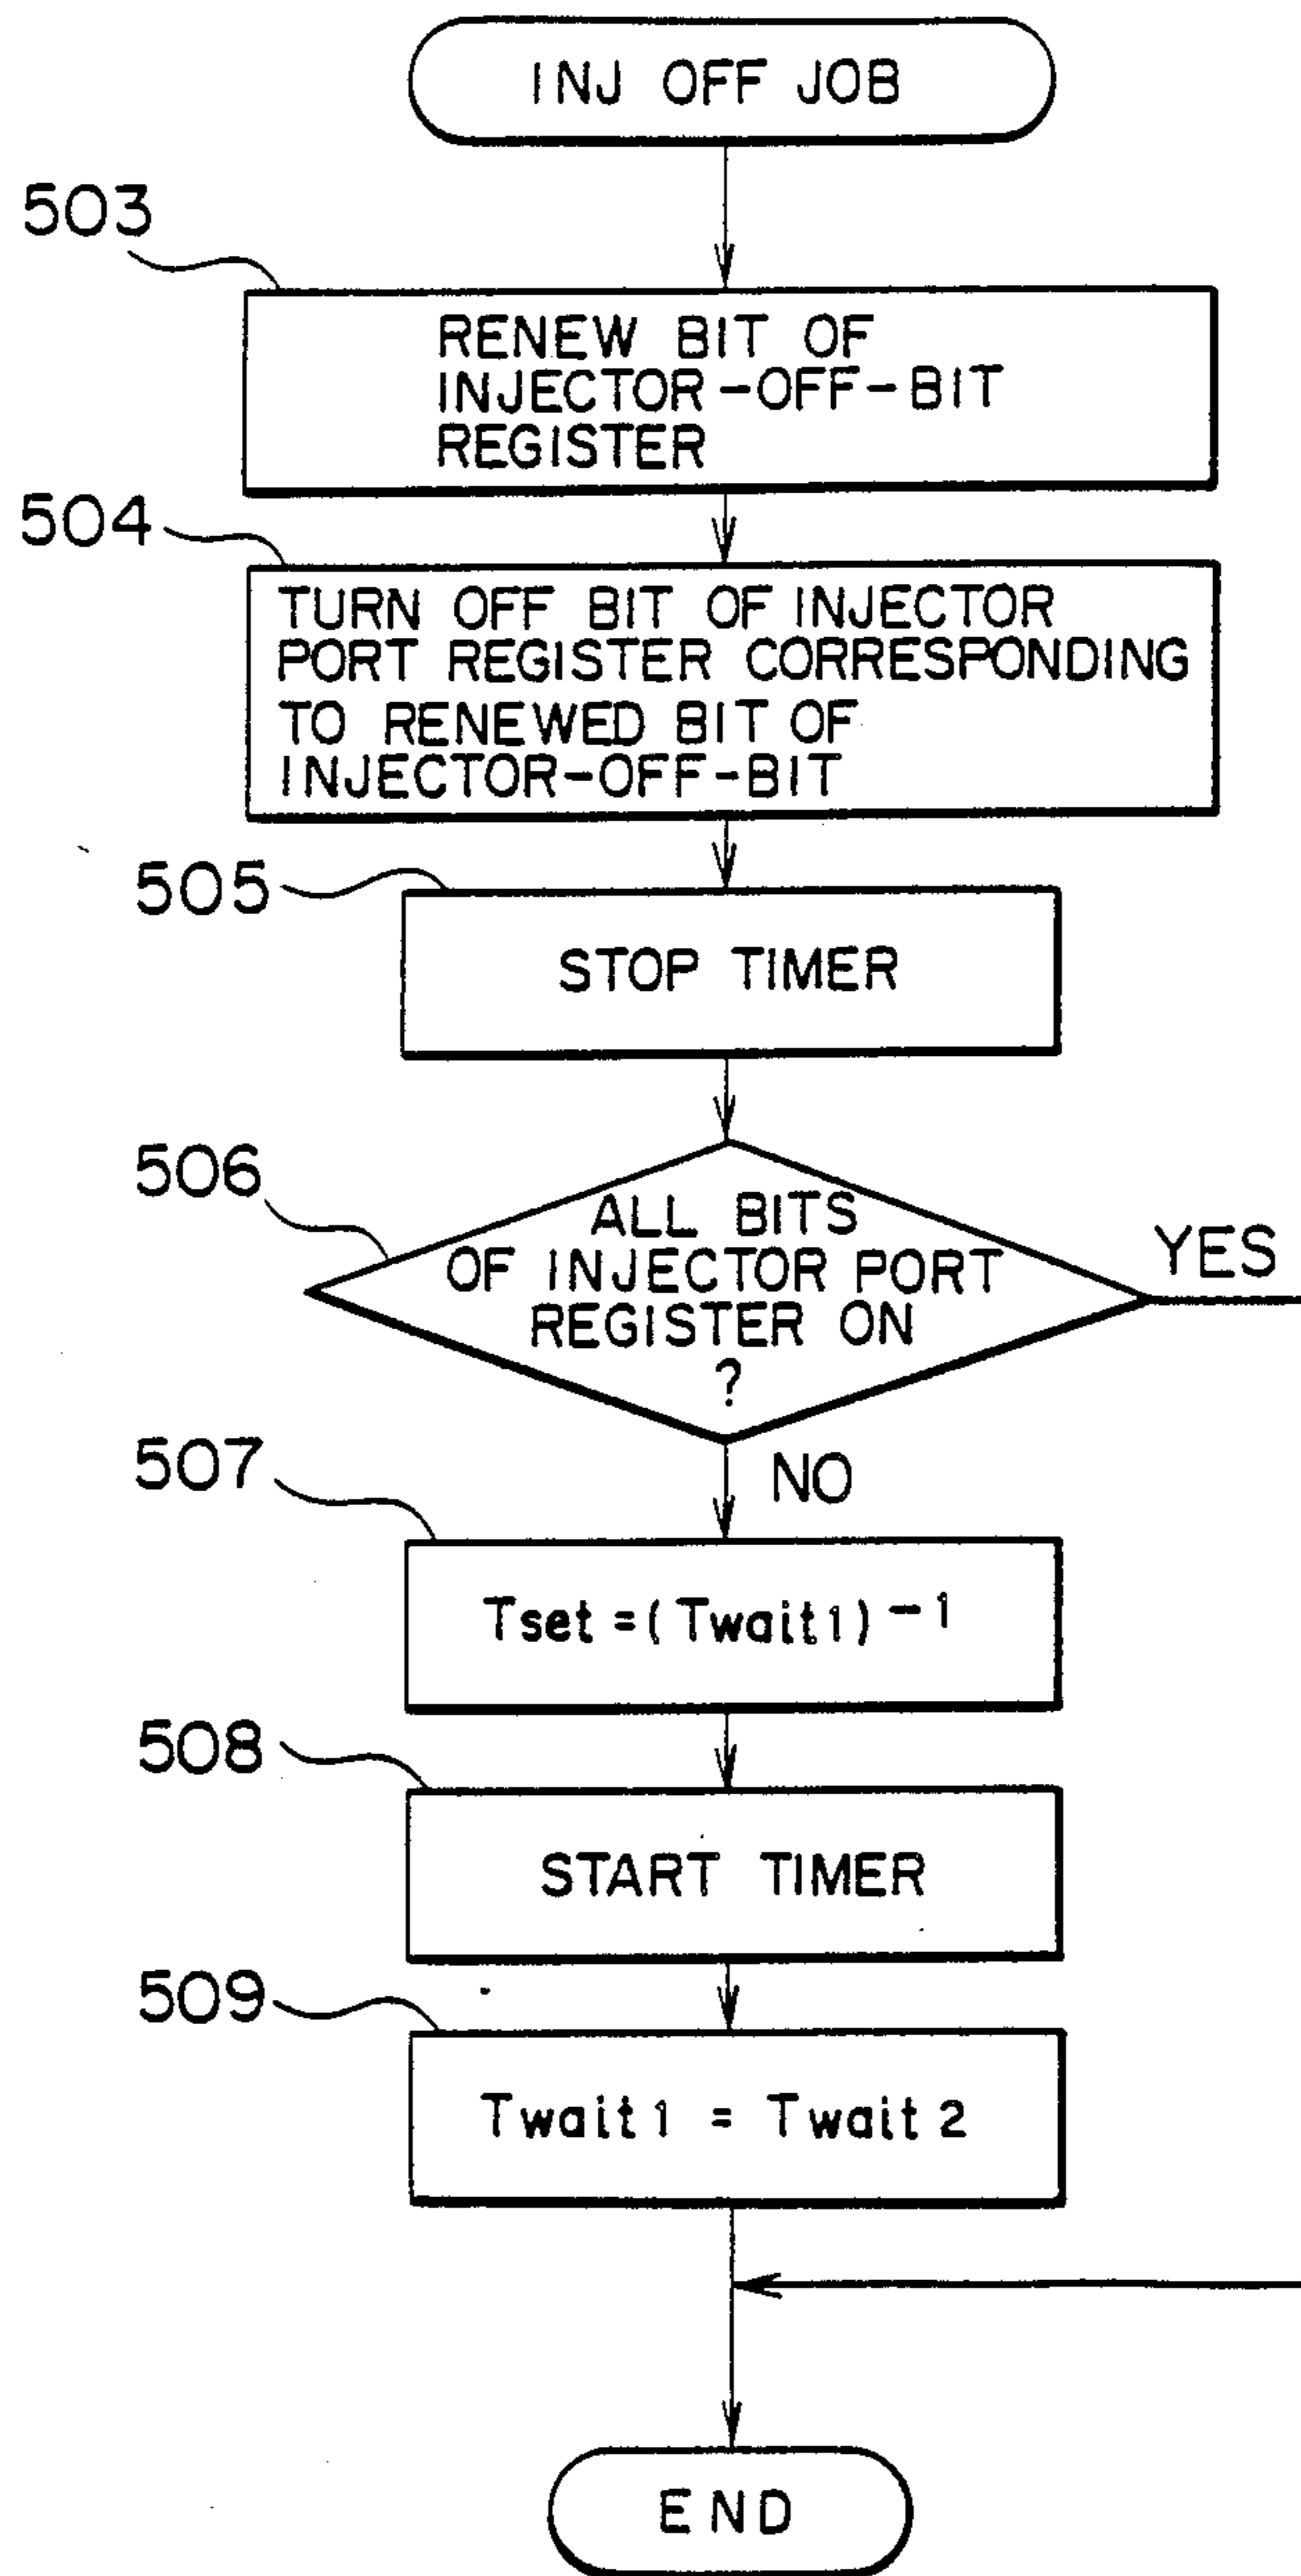 INJ OFF JOB
503
RENEW BIT OF
INJECTOR-OFF-BIT
REGISTER
504
TURN OFF BIT OF INJECTOR
PORT REGISTER CORRESPONDING
TO RENEWED BIT OF
INJECTOR-OFF-BIT
505
STOP TIMER
506
ALL BITS
OF INJECTOR PORT
REGISTER ON
?
YES
NO
507
Tset = (Twait1) - 1
508
START TIMER
509
Twait1 = Twait2
END